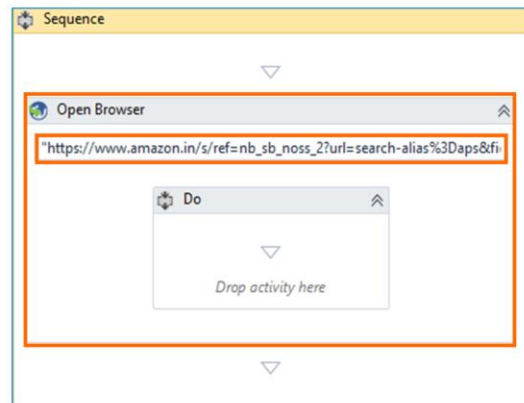 Sequence
Open Browser
"https://www.amazon.in/s/ref=nb_sb_noss_2?url=search-alias%3Daps&fi
Do
Drop activity here